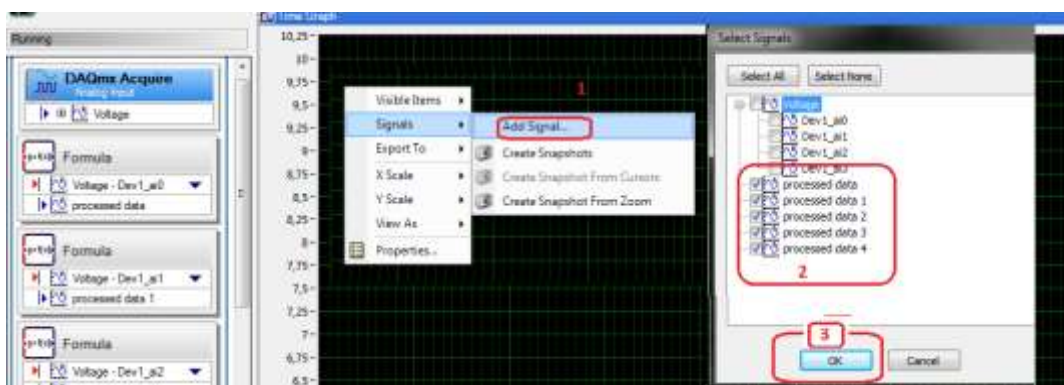 Time Graph
Running
DAQmx Acquire
Analog Input
Voltage
Formula
Voltage - Dev1_ai0
processed data
Formula
Voltage - Dev1_ai1
processed data 1
Formula
Voltage - Dev1_ai2
10,25
10
9,75
9,5
9,25
9
8,75
8,5
8,25
8
7,75
7,5
7,25
7
6,75
6,5
Visible Items
Signals
Export To
X Scale
Y Scale
View As
Properties...
1
Add Signal...
Create Snapshots
Create Snapshot From Cursors
Create Snapshot From Zoom
Select Signals
Select All Select None
Voltage
Dev1_ai0
Dev1_ai1
Dev1_ai2
Dev1_ai3
processed data
processed data 1
processed data 2
processed data 3
processed data 4
2
3
OK Cancel